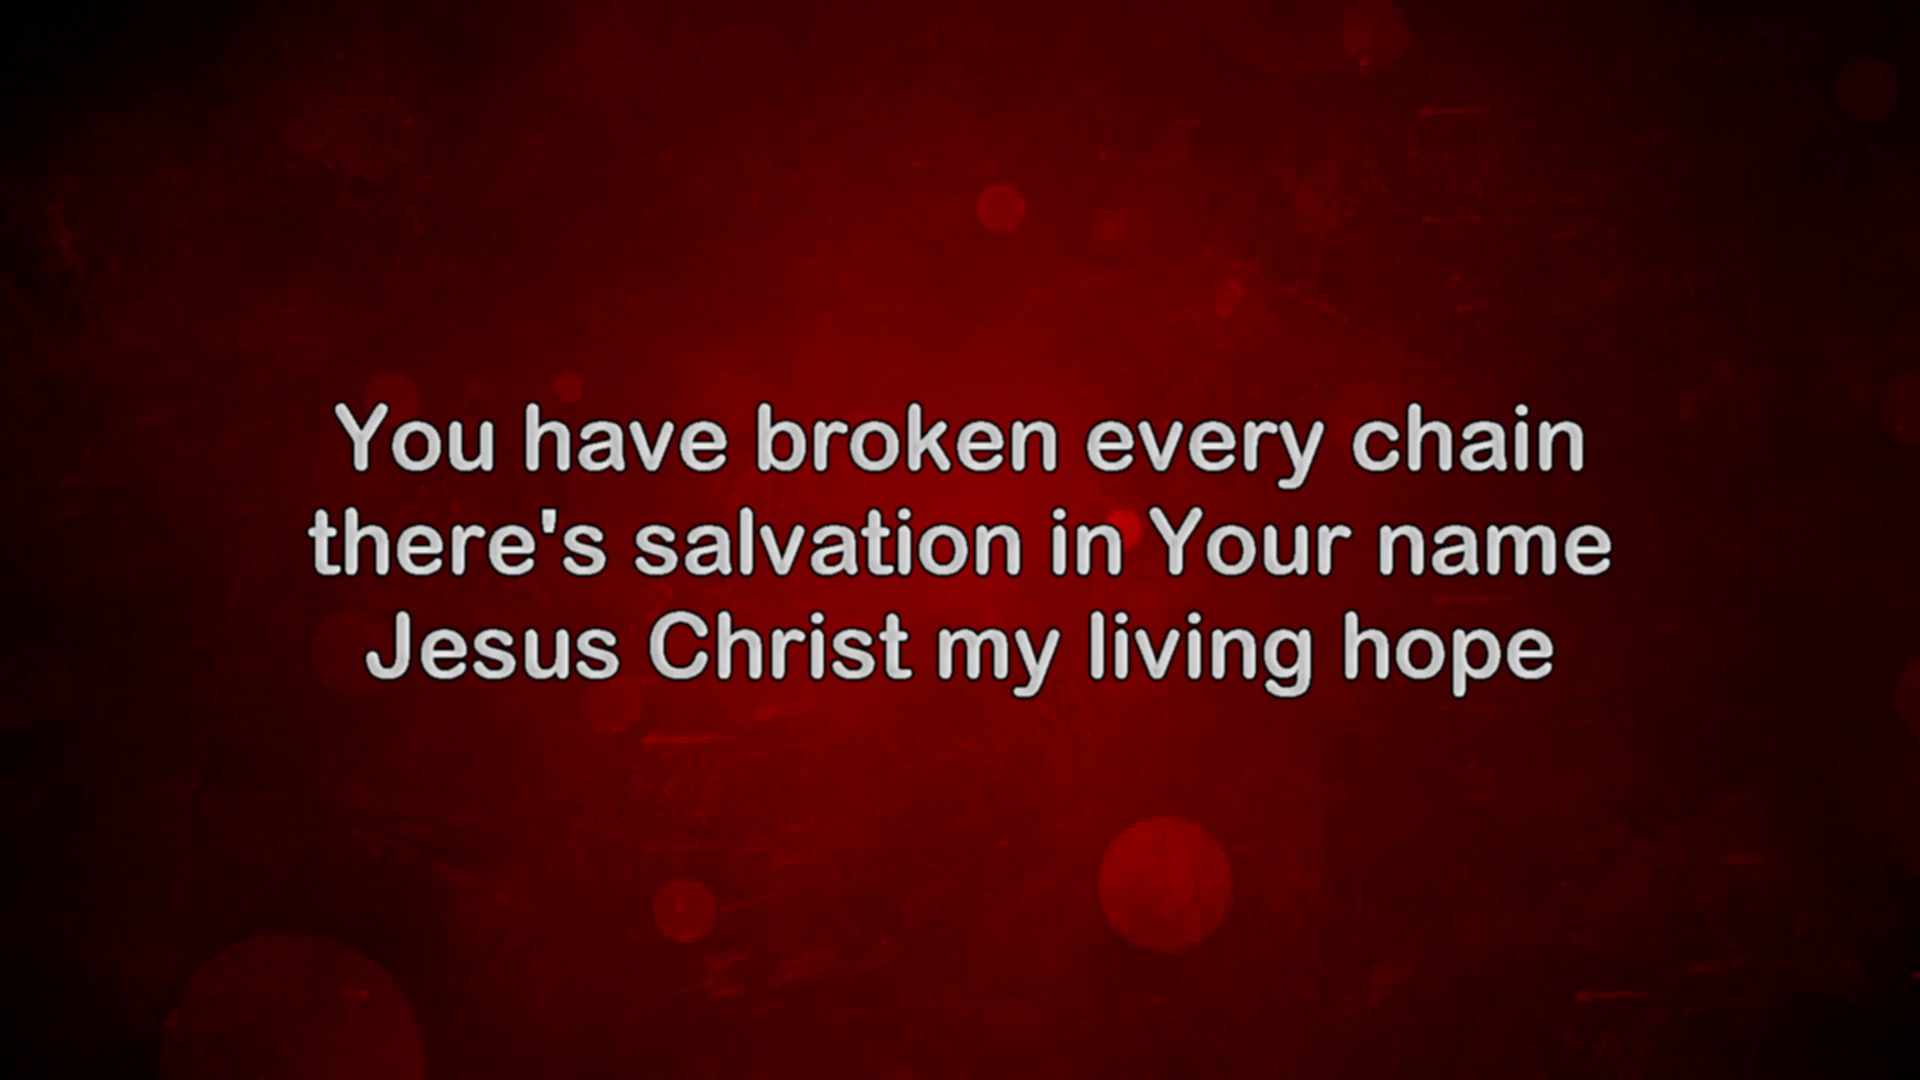 You have broken every chain
there's salvation in Your name
Jesus Christ my living hope